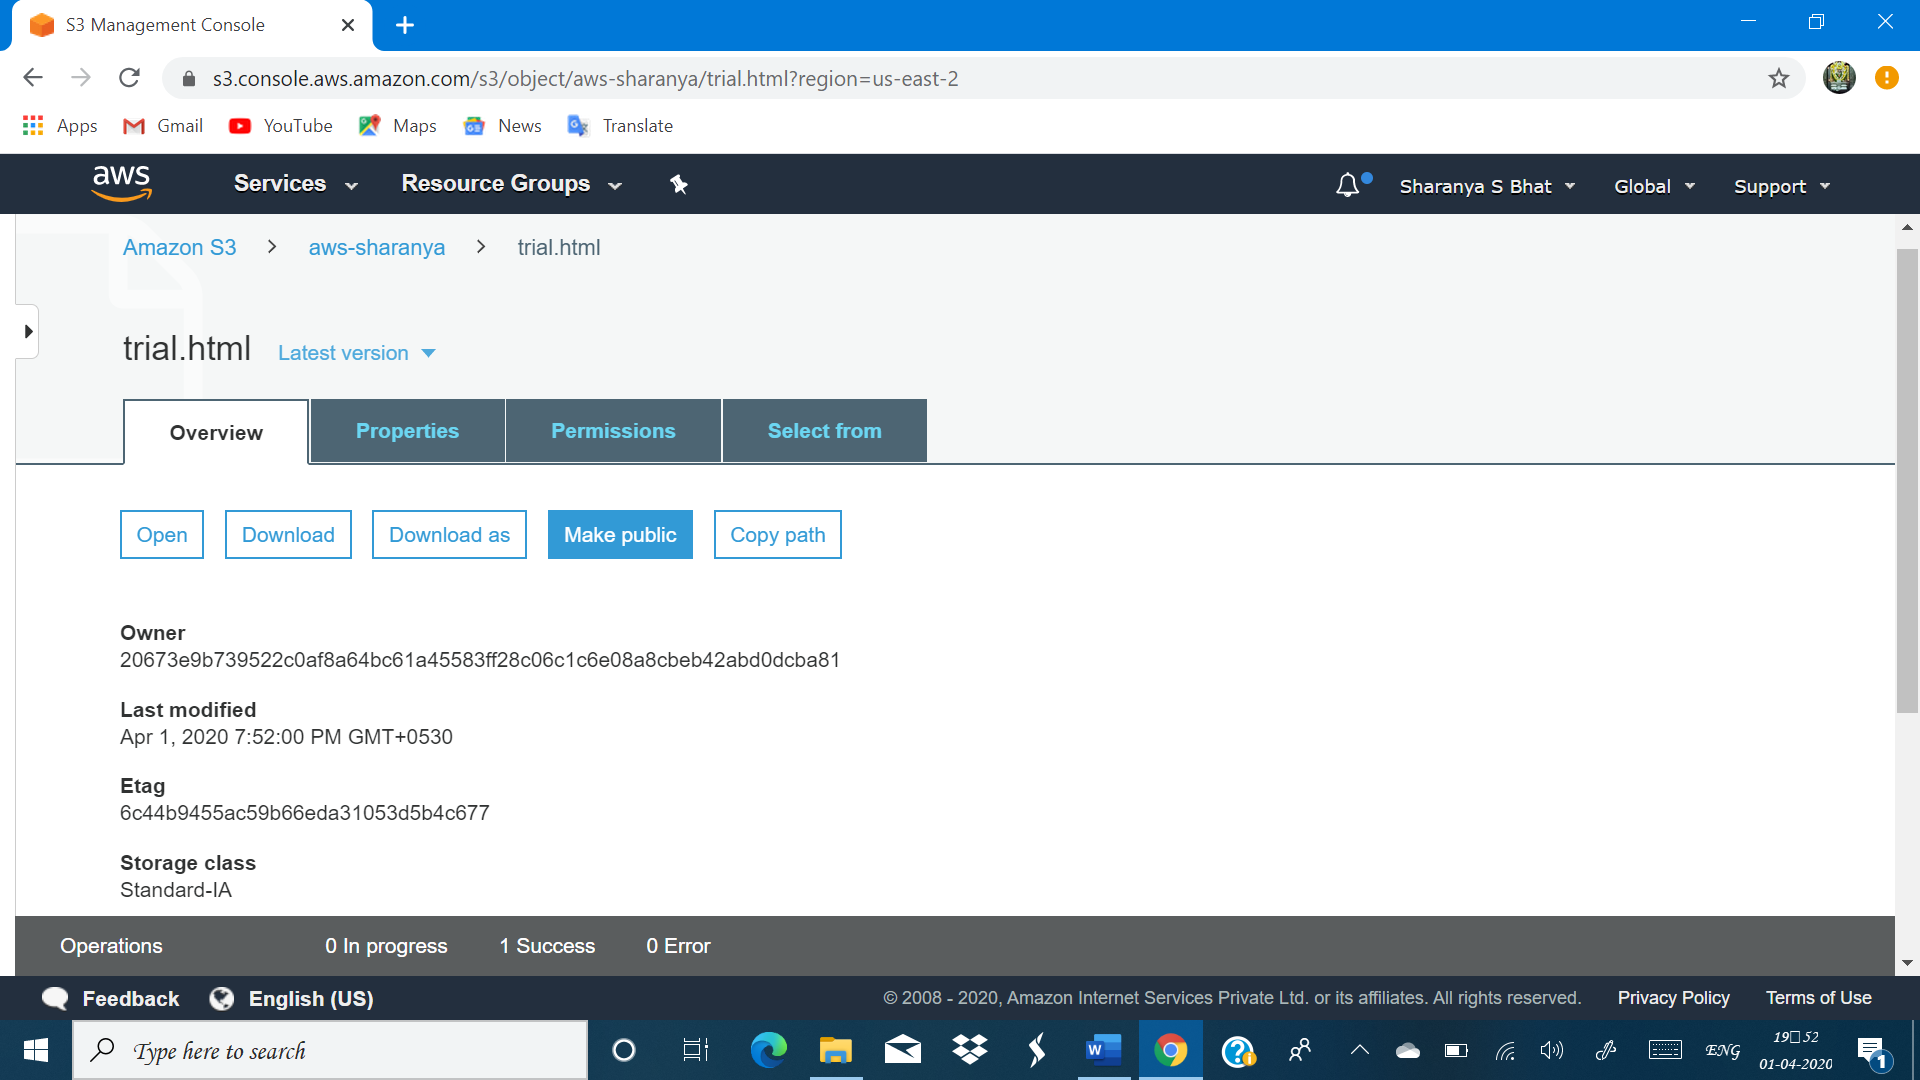 S3 Management Console
s3.console.aws.amazon.com/s3/object/aws-sharanya/trial.html?region=us-east-2
Apps Gmail YouTube Maps News Translate
aws Services Resource Groups Sharanya S Bhat Global Support
Amazon S3 > aws-sharanya > trial.html
trial.html Latest version
Overview Properties Permissions Select from
Open Download Download as Make public Copy path
Owner
20673e9b739522c0af8a64bc61a45583ff28c06c1c6e08a8cbeb42abd0dcba81
Last modified
Apr 1, 2020 7:52:00 PM GMT+0530
Etag
6c44b9455ac59b66eda31053d5b4c677
Storage class
Standard-IA
Operations 0 In progress 1 Success 0 Error
Feedback English (US) © 2008 - 2020, Amazon Internet Services Private Ltd. or its affiliates. All rights reserved. Privacy Policy Terms of Use
Type here to search ENG 19□52
01-04-2020 1